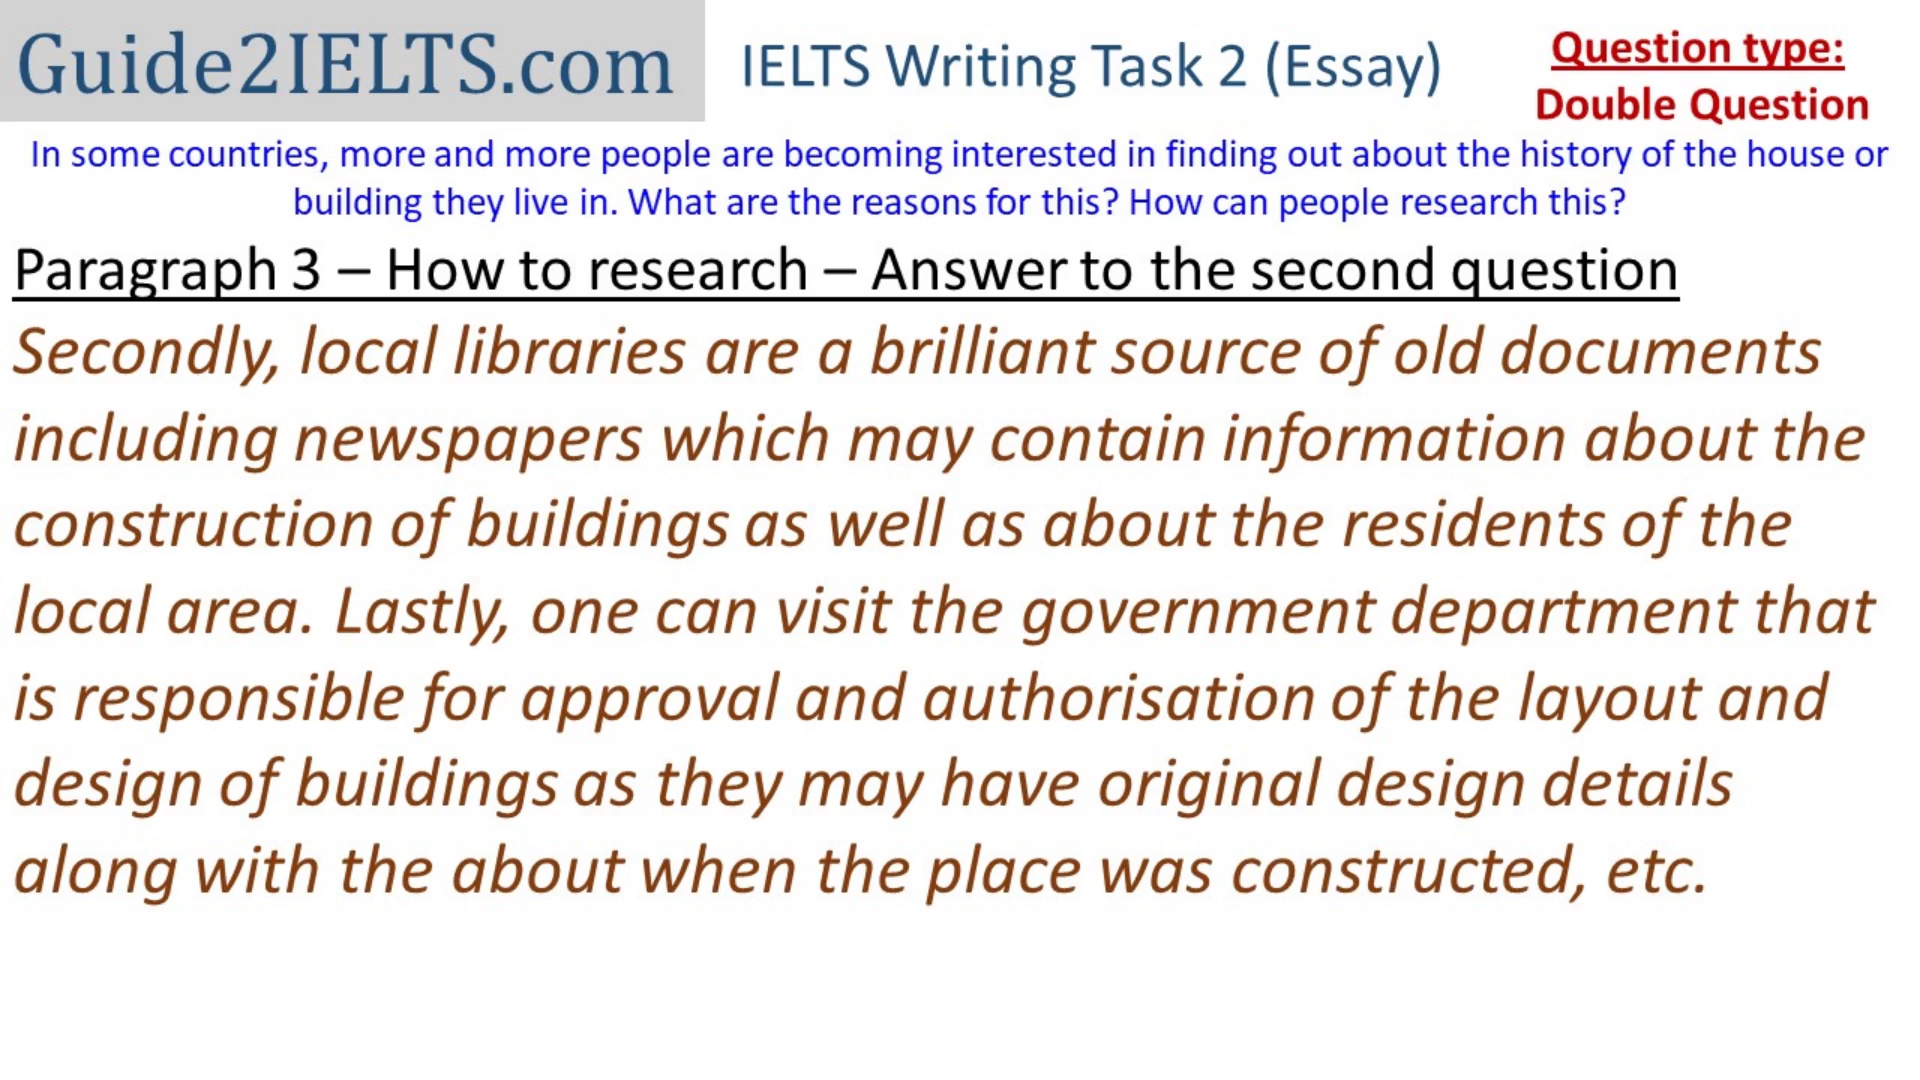 Guide2IELTS.com
IELTS Writing Task 2 (Essay)
Question type:
Double Question
In some countries, more and more people are becoming interested in finding out about the history of the house or
building they live in. What are the reasons for this? How can people research this?
Paragraph 3 – How to research – Answer to the second question
Secondly, local libraries are a brilliant source of old documents
including newspapers which may contain information about the
construction of buildings as well as about the residents of the
local area. Lastly, one can visit the government department that
is responsible for approval and authorisation of the layout and
design of buildings as they may have original design details
along with the about when the place was constructed, etc.